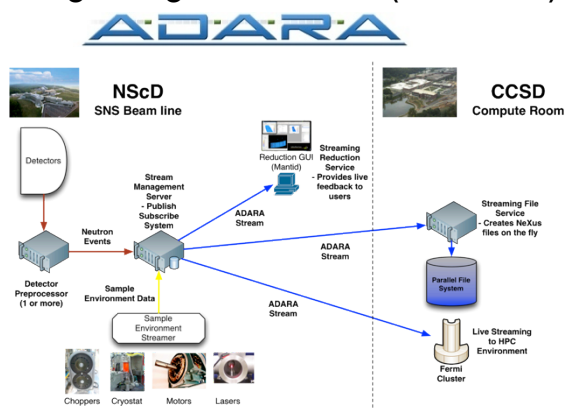 ADARA
NScD
SNS Beam line
CCSD
Compute Room
Detectors
Stream
Management
Server
- Publish
Subscribe
System
Reduction GUI
(Mantid)
Streaming
Reduction
Service
- Provides live
feedback to
users
ADARA
Stream
Neutron
Events
Detector
Preprocessor
(1 or more)
Sample
Environment Data
ADARA
Stream
Streaming File
Service
- Creates NeXus
files on the fly
Parallel File
System
ADARA
Stream
Sample
Environment
Streamer
Live Streaming
to HPC
Environment
Fermi
Cluster
Choppers Cryostat Motors Lasers